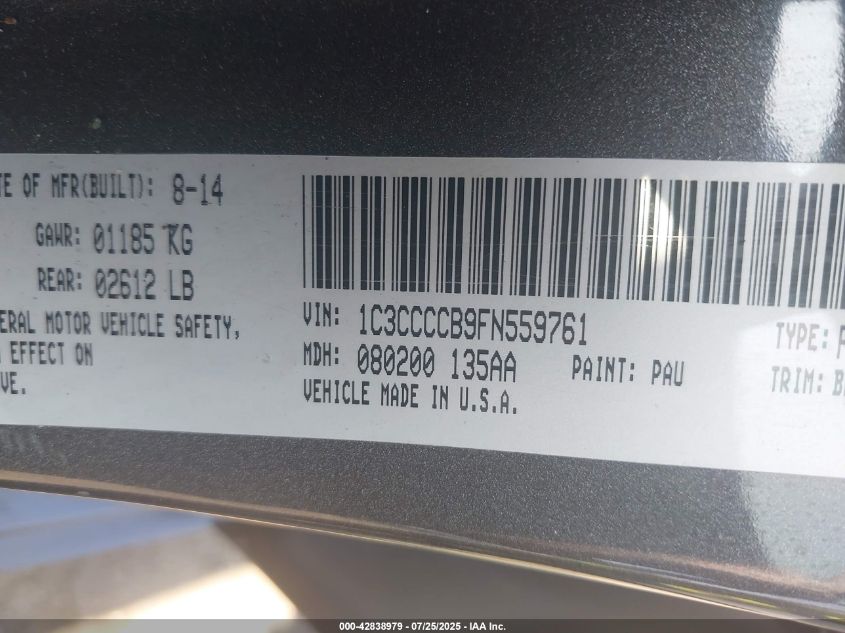 TE OF MFR(BUILT): 8-14
GAWR: 01185 KG
REAR: 02612 LB
ERAL MOTOR VEHICLE SAFETY,
EFFECT ON
VE.
VIN: 1C3CCCCB9FN559761
TYPE:
MDH: 080200 135AA
PAINT: PAU
TRIM:
VEHICLE MADE IN U.S.A.
000-42838979 - 07/25/2025 - IAA Inc.